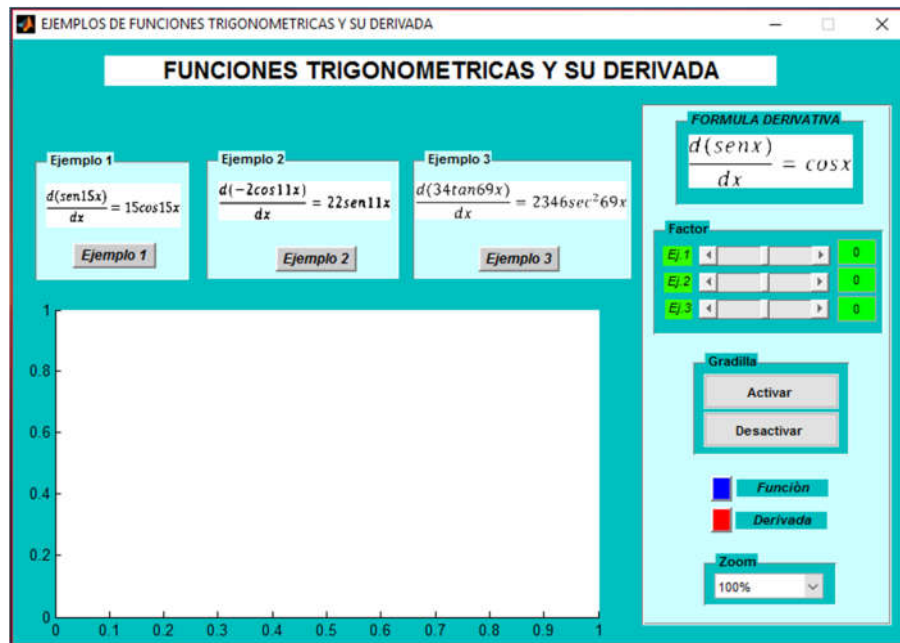 EJEMPLOS DE FUNCIONES TRIGONOMETRICAS Y SU DERIVADA
FUNCIONES TRIGONOMETRICAS Y SU DERIVADA
Ejemplo 1
d(sen15x)/dx = 15cos15x
Ejemplo 1
Ejemplo 2
d(-2cos11x)/dx = 22sen11x
Ejemplo 2
Ejemplo 3
d(34tan69x)/dx = 2346sec²69x
Ejemplo 3
FORMULA DERIVATIVA
d(senx)/dx = cosx
Factor
Ej.1 0
Ej.2 0
Ej.3 0
Gradilla
Activar
Desactivar
Funciòn
Derivada
Zoom
100%
1
0.8
0.6
0.4
0.2
0
0 0.1 0.2 0.3 0.4 0.5 0.6 0.7 0.8 0.9 1